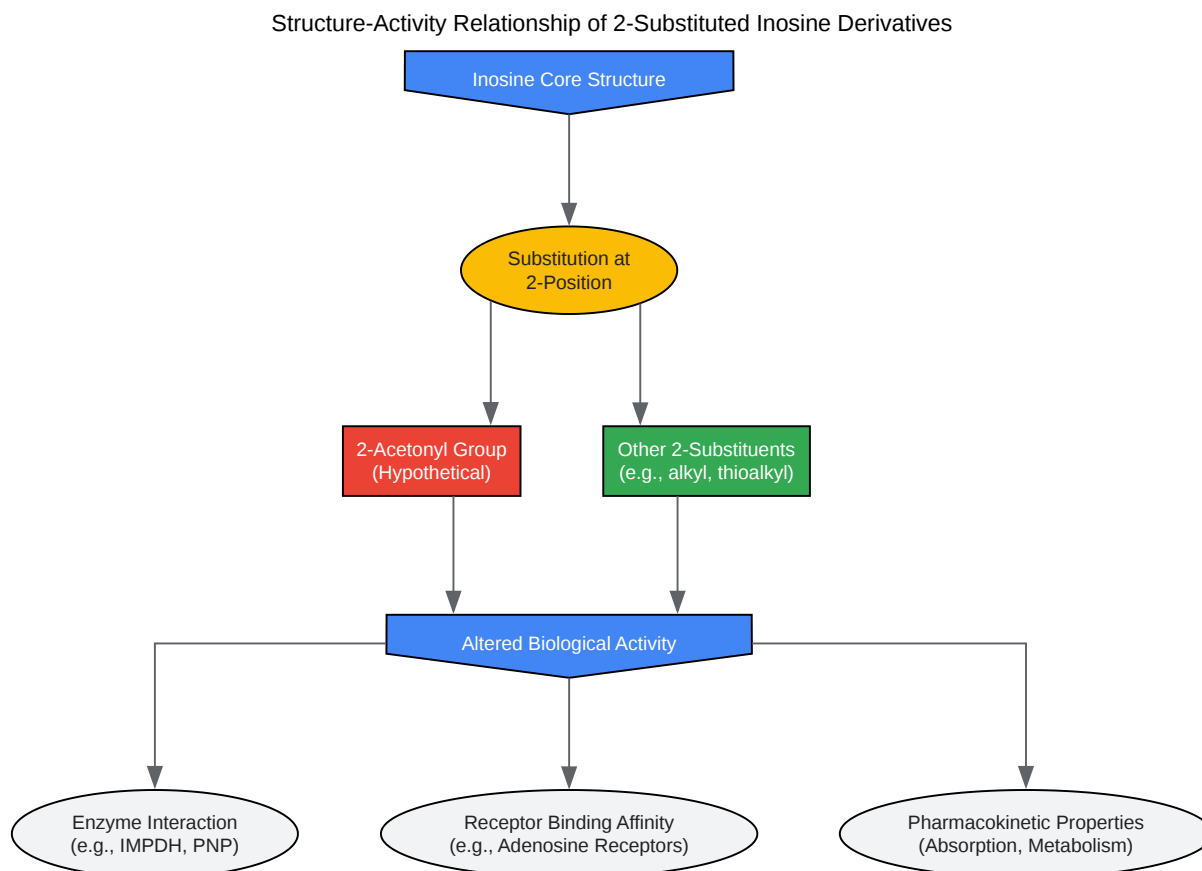 Structure-Activity Relationship of 2-Substituted Inosine Derivatives
Inosine Core Structure
Substitution at
2-Position
2-Acetonyl Group
(Hypothetical)
Other 2-Substituents
(e.g., alkyl, thioalkyl)
Altered Biological Activity
Enzyme Interaction
(e.g., IMPDH, PNP)
Receptor Binding Affinity
(e.g., Adenosine Receptors)
Pharmacokinetic Properties
(Absorption, Metabolism)